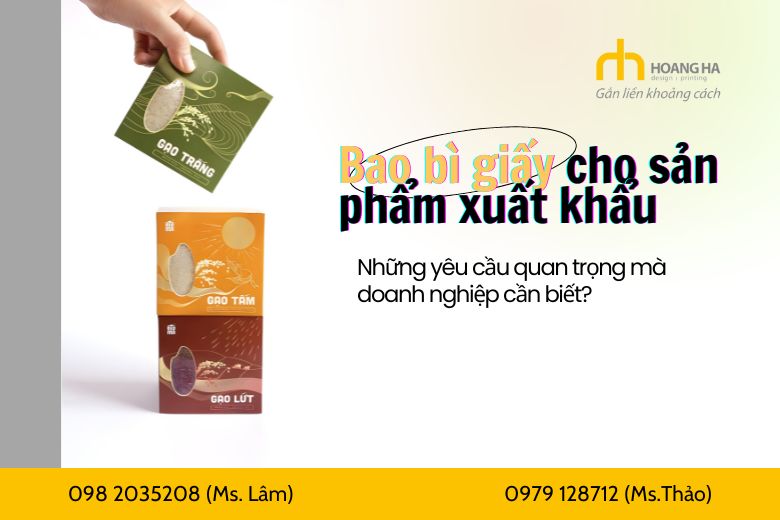 HOANG HA
design | printing
Gắn liền khoảng cách
Bao bì giấy cho sản
phẩm xuất khẩu
Những yêu cầu quan trọng mà
doanh nghiệp cần biết?
GẠO TRẮNG
GẠO TẤM
GẠO LỨT
098 2035208 (Ms. Lâm)
0979 128712 (Ms.Thảo)